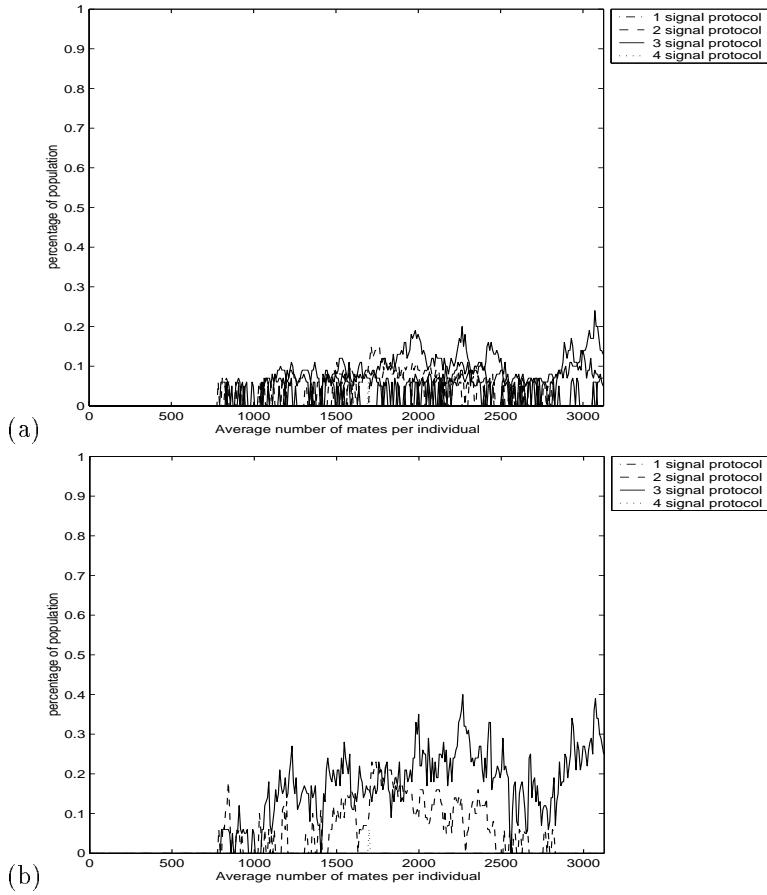 1
0.9
0.8
0.7
0.6
0.5
0.4
0.3
0.2
0.1
0
percentage of population
0 500 1000 1500 2000 2500 3000
Average number of mates per individual
1 signal protocol
2 signal protocol
3 signal protocol
4 signal protocol
(a)
1
0.9
0.8
0.7
0.6
0.5
0.4
0.3
0.2
0.1
0
percentage of population
0 500 1000 1500 2000 2500 3000
Average number of mates per individual
1 signal protocol
2 signal protocol
3 signal protocol
4 signal protocol
(b)